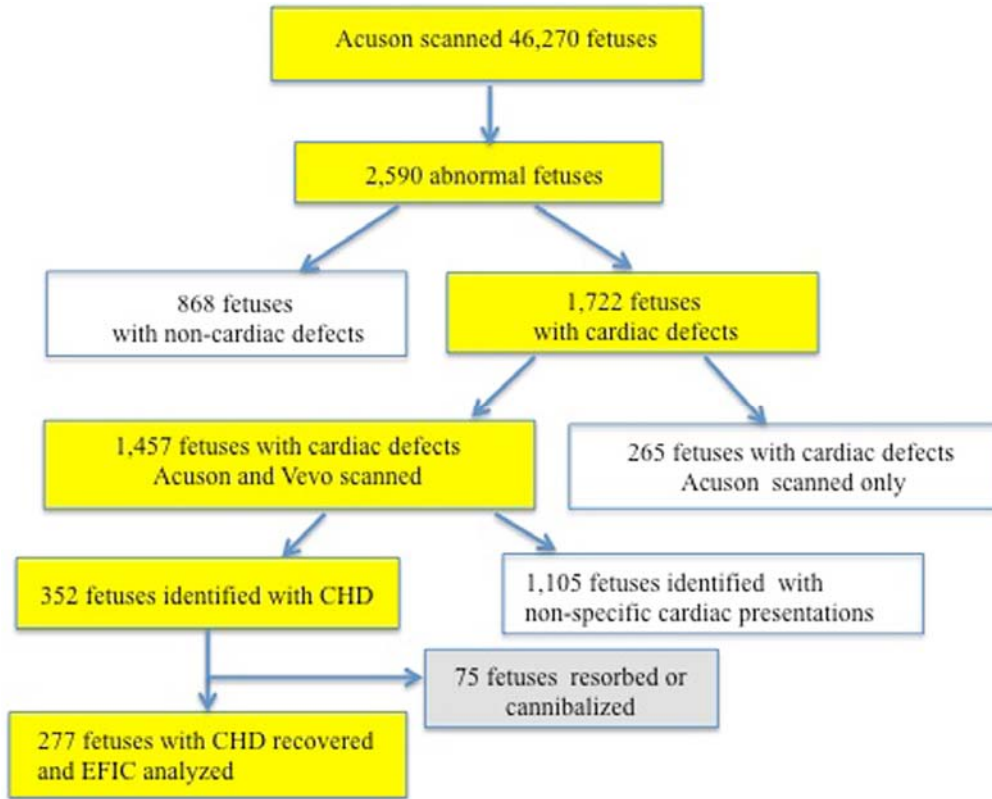 Acuson scanned 46,270 fetuses
2,590 abnormal fetuses
868 fetuses
with non-cardiac defects
1,722 fetuses
with cardiac defects
1,457 fetuses with cardiac defects
Acuson and Vevo scanned
265 fetuses with cardiac defects
Acuson scanned only
352 fetuses identified with CHD
1,105 fetuses identified with
non-specific cardiac presentations
75 fetuses resorbed or
cannibalized
277 fetuses with CHD recovered
and EFIC analyzed